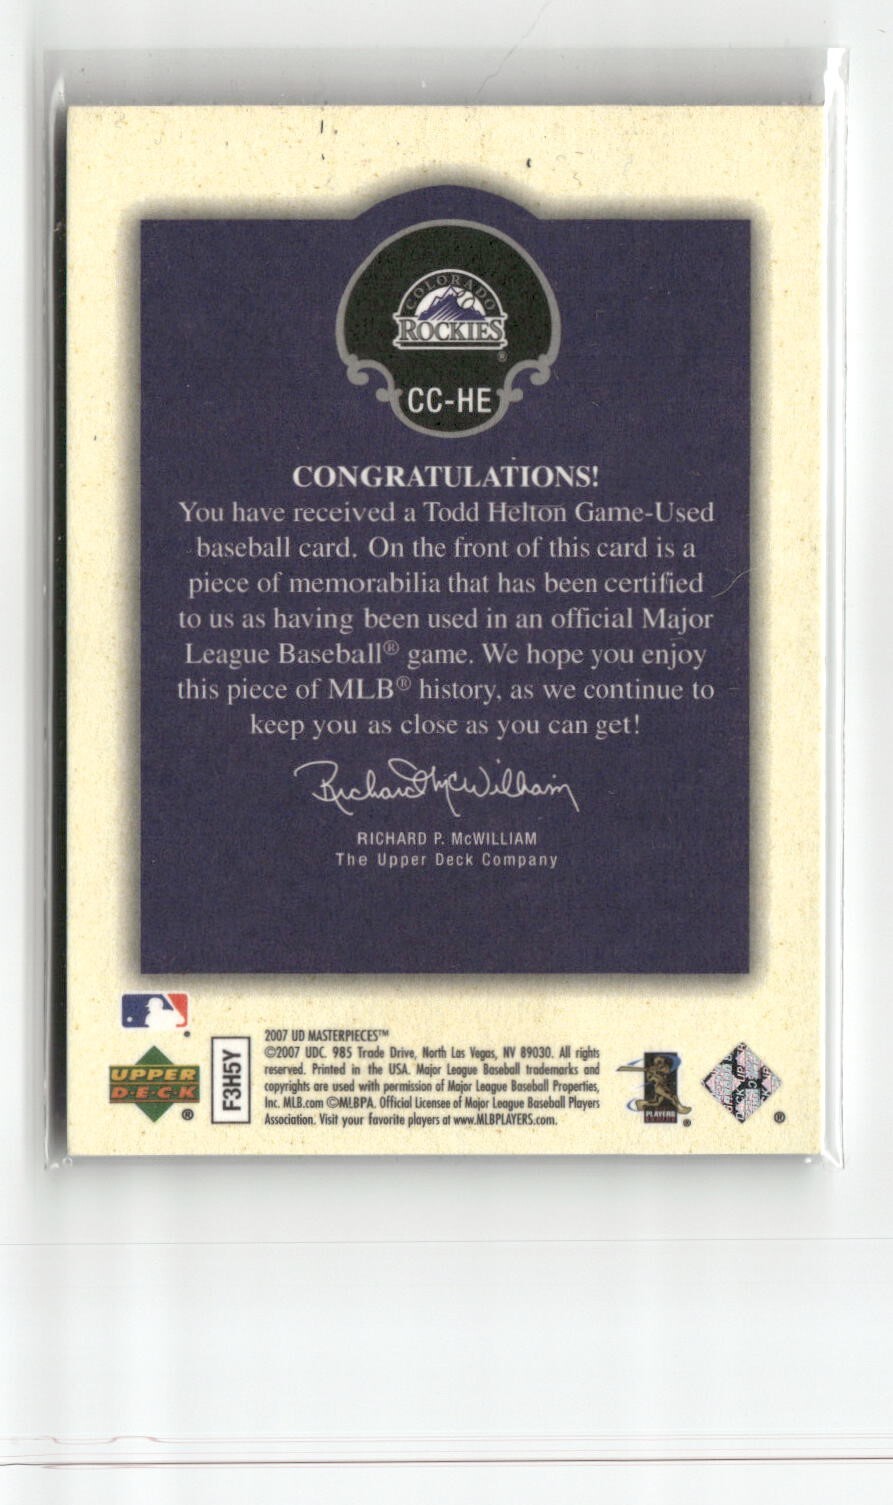 COLORADO
ROCKIES
®
CC-HE
CONGRATULATIONS!
You have received a Todd Helton Game-Used
baseball card. On the front of this card is a
piece of memorabilia that has been certified
to us as having been used in an official Major
League Baseball® game. We hope you enjoy
this piece of MLB® history, as we continue to
keep you as close as you can get!
Richard McWilliam
RICHARD P. McWILLIAM
The Upper Deck Company
UPPER
DECK
®
F3H5Y
2007 UD MASTERPIECES™
©2007 UDC. 985 Trade Drive, North Las Vegas, NV 89030. All rights
reserved. Printed in the USA. Major League Baseball trademarks and
copyrights are used with permission of Major League Baseball Properties,
Inc. MLB.com ©MLBPA. Official Licensee of Major League Baseball Players
Association. Visit your favorite players at www.MLBPLAYERS.com.
PLAYERS
®
®